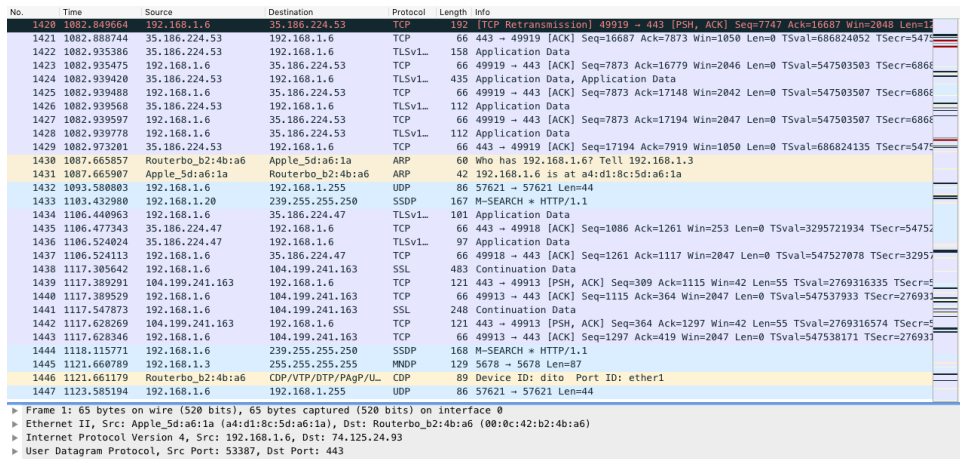 No. Time Source Destination Protocol Length Info
1420 1082.849664 192.168.1.6 35.186.224.53 TCP 192 [TCP Retransmission] 49919 → 443 [PSH, ACK] Seq=7747 Ack=16687 Win=2048 Len=12
1421 1082.888744 35.186.224.53 192.168.1.6 TCP 66 443 → 49919 [ACK] Seq=16687 Ack=7873 Win=1050 Len=0 TSval=686824052 TSecr=5475
1422 1082.935386 35.186.224.53 192.168.1.6 TLSv1… 158 Application Data
1423 1082.935475 192.168.1.6 35.186.224.53 TCP 66 49919 → 443 [ACK] Seq=7873 Ack=16779 Win=2046 Len=0 TSval=547503503 TSecr=6868
1424 1082.939420 35.186.224.53 192.168.1.6 TLSv1… 435 Application Data, Application Data
1425 1082.939488 192.168.1.6 35.186.224.53 TCP 66 49919 → 443 [ACK] Seq=7873 Ack=17148 Win=2042 Len=0 TSval=547503507 TSecr=6868
1426 1082.939568 35.186.224.53 192.168.1.6 TLSv1… 112 Application Data
1427 1082.939597 192.168.1.6 35.186.224.53 TCP 66 49919 → 443 [ACK] Seq=7873 Ack=17194 Win=2047 Len=0 TSval=547503507 TSecr=6868
1428 1082.939778 192.168.1.6 35.186.224.53 TLSv1… 112 Application Data
1429 1082.973201 35.186.224.53 192.168.1.6 TCP 66 443 → 49919 [ACK] Seq=17194 Ack=7919 Win=1050 Len=0 TSval=686824135 TSecr=5475
1430 1087.665857 Routerbo_b2:4b:a6 Apple_5d:a6:1a ARP 60 Who has 192.168.1.6? Tell 192.168.1.3
1431 1087.665907 Apple_5d:a6:1a Routerbo_b2:4b:a6 ARP 42 192.168.1.6 is at a4:d1:8c:5d:a6:1a
1432 1093.580803 192.168.1.6 192.168.1.255 UDP 86 57621 → 57621 Len=44
1433 1103.432980 192.168.1.20 239.255.255.250 SSDP 167 M-SEARCH * HTTP/1.1
1434 1106.440963 192.168.1.6 35.186.224.47 TLSv1… 101 Application Data
1435 1106.477343 35.186.224.47 192.168.1.6 TCP 66 443 → 49918 [ACK] Seq=1086 Ack=1261 Win=253 Len=0 TSval=3295721934 TSecr=54752
1436 1106.524024 35.186.224.47 192.168.1.6 TLSv1… 97 Application Data
1437 1106.524113 192.168.1.6 35.186.224.47 TCP 66 49918 → 443 [ACK] Seq=1261 Ack=1117 Win=2047 Len=0 TSval=547527078 TSecr=32957
1438 1117.305642 192.168.1.6 104.199.241.163 SSL 483 Continuation Data
1439 1117.389291 104.199.241.163 192.168.1.6 TCP 121 443 → 49913 [PSH, ACK] Seq=309 Ack=1115 Win=42 Len=55 TSval=2769316335 TSecr=5
1440 1117.389529 192.168.1.6 104.199.241.163 TCP 66 49913 → 443 [ACK] Seq=1115 Ack=364 Win=2047 Len=0 TSval=547537933 TSecr=276931
1441 1117.547873 192.168.1.6 104.199.241.163 SSL 248 Continuation Data
1442 1117.628269 104.199.241.163 192.168.1.6 TCP 121 443 → 49913 [PSH, ACK] Seq=364 Ack=1297 Win=42 Len=55 TSval=2769316574 TSecr=5
1443 1117.628346 192.168.1.6 104.199.241.163 TCP 66 49913 → 443 [ACK] Seq=1297 Ack=419 Win=2047 Len=0 TSval=547538171 TSecr=276931
1444 1118.115771 192.168.1.6 239.255.255.250 SSDP 168 M-SEARCH * HTTP/1.1
1445 1121.660789 192.168.1.3 255.255.255.255 MNDP 129 5678 → 5678 Len=87
1446 1121.661179 Routerbo_b2:4b:a6 CDP/VTP/DTP/PAgP/U… CDP 89 Device ID: dito Port ID: ether1
1447 1123.585194 192.168.1.6 192.168.1.255 UDP 86 57621 → 57621 Len=44
Frame 1: 65 bytes on wire (520 bits), 65 bytes captured (520 bits) on interface 0
Ethernet II, Src: Apple_5d:a6:1a (a4:d1:8c:5d:a6:1a), Dst: Routerbo_b2:4b:a6 (00:0c:42:b2:4b:a6)
Internet Protocol Version 4, Src: 192.168.1.6, Dst: 74.125.24.93
User Datagram Protocol, Src Port: 53387, Dst Port: 443